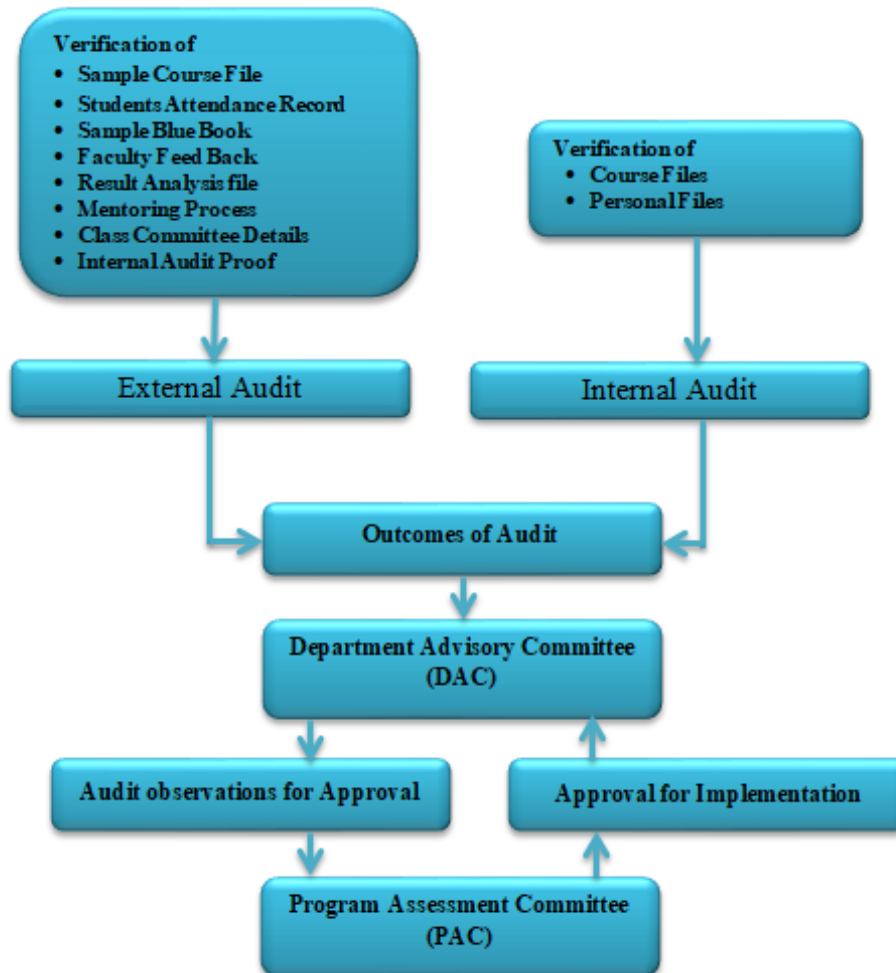 Verification of
• Sample Course File
• Students Attendance Record
• Sample Blue Book
• Faculty Feed Back
• Result Analysis file
• Mentoring Process
• Class Committee Details
• Internal Audit Proof
Verification of
• Course Files
• Personal Files
External Audit
Internal Audit
Outcomes of Audit
Department Advisory Committee
(DAC)
Audit observations for Approval
Approval for Implementation
Program Assessment Committee
(PAC)